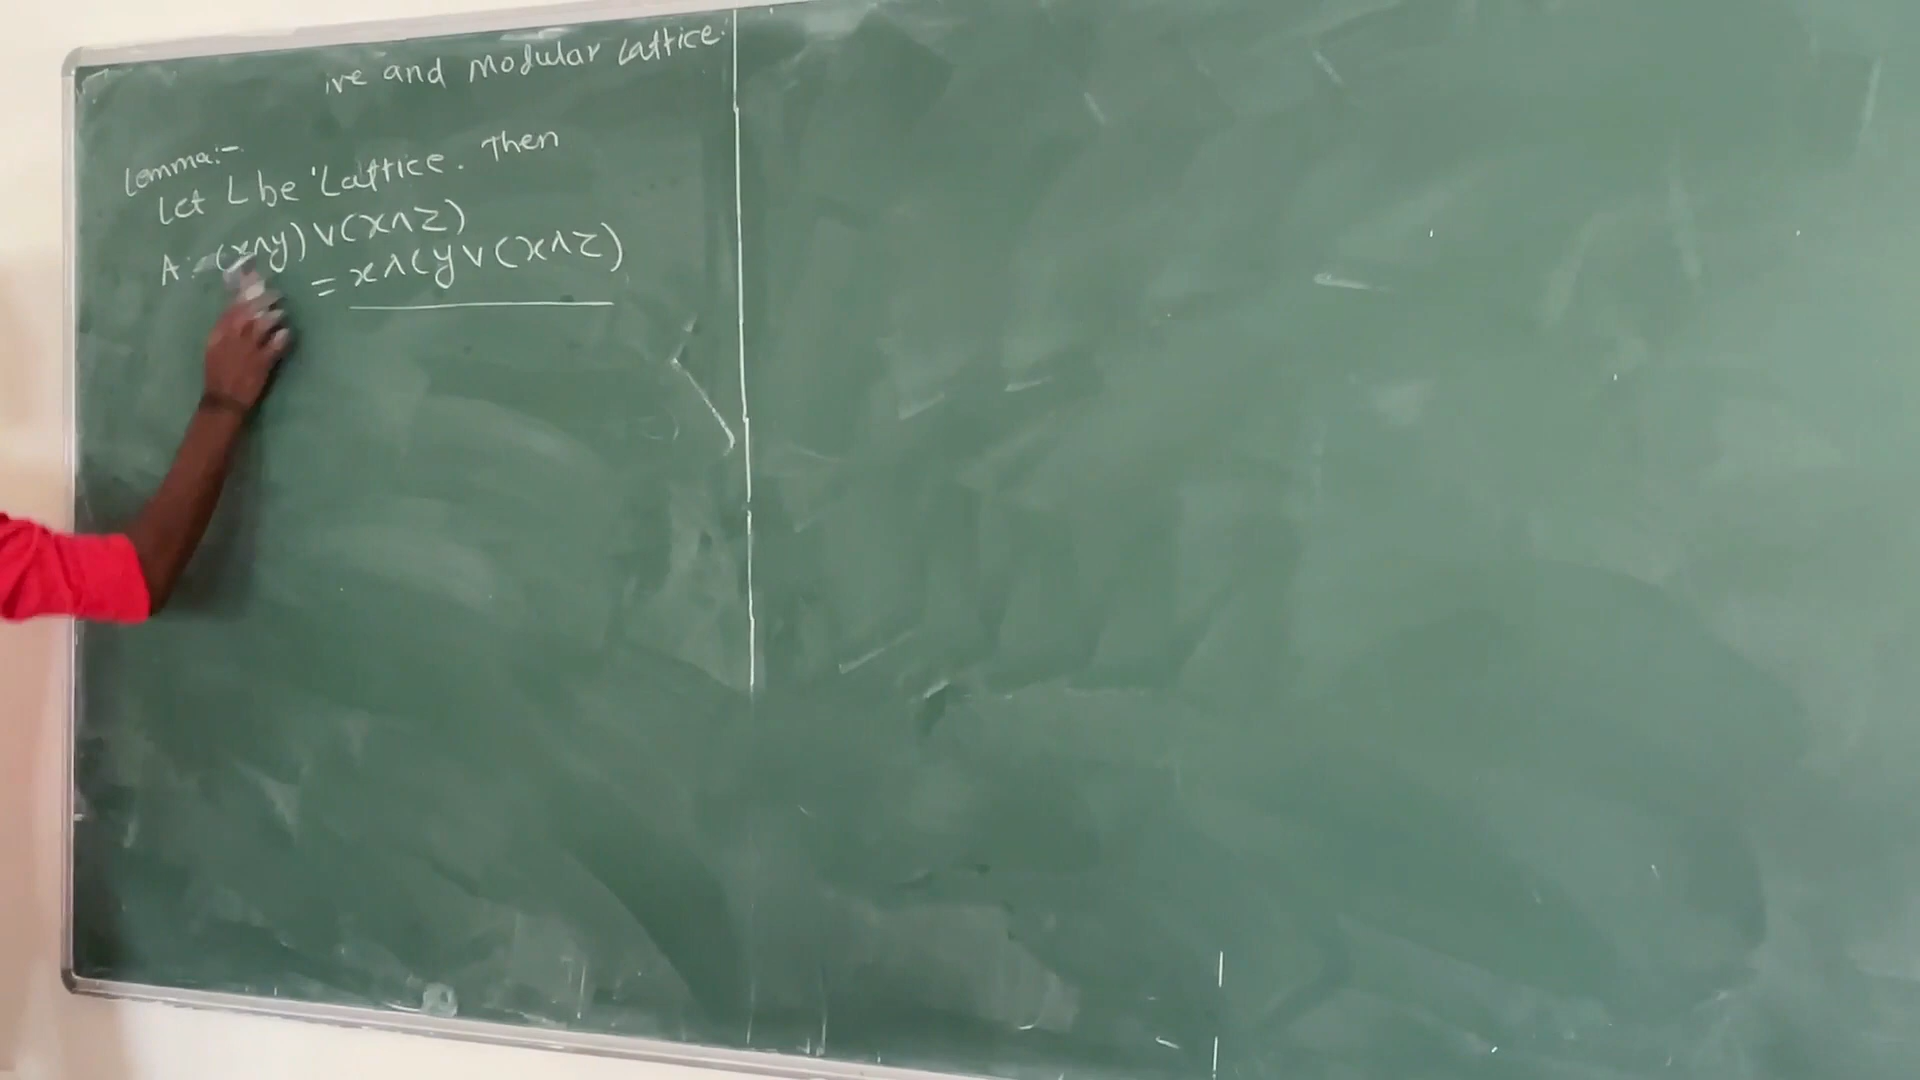 ive and Modular Lattice.
Lemma:-
Let L be Lattice. Then
A:- (x∧y) ∨ (x∧z)
= x∧(y∨(x∧z)